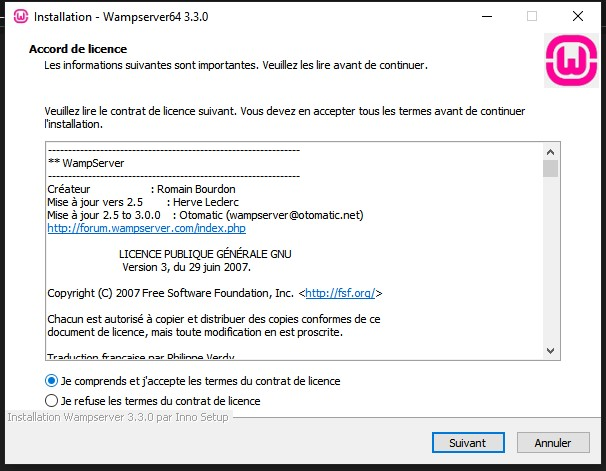 Installation - Wampserver64 3.3.0
Accord de licence
Les informations suivantes sont importantes. Veuillez les lire avant de continuer.
Veuillez lire le contrat de licence suivant. Vous devez en accepter tous les termes avant de continuer
l'installation.
------------------------------------------------------------
** WampServer
------------------------------------------------------------
Créateur : Romain Bourdon
Mise à jour vers 2.5 : Herve Leclerc
Mise à jour 2.5 to 3.0.0 : Otomatic (wampserver@otomatic.net)
http://forum.wampserver.com/index.php
LICENCE PUBLIQUE GÉNÉRALE GNU
Version 3, du 29 juin 2007.
Copyright (C) 2007 Free Software Foundation, Inc. <http://fsf.org/>
Chacun est autorisé à copier et distribuer des copies conformes de ce
document de licence, mais toute modification en est proscrite.
Traduction française par Philippe Verdy
Je comprends et j'accepte les termes du contrat de licence
Je refuse les termes du contrat de licence
Installation Wampserver 3.3.0 par Inno Setup
Suivant
Annuler